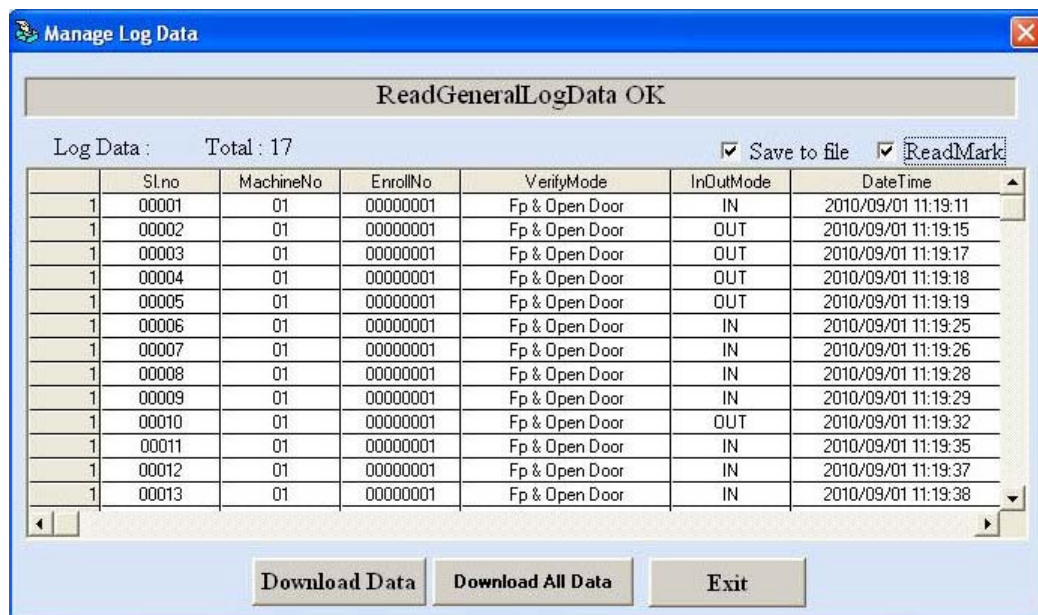 Manage Log Data
ReadGeneralLogData OK
Log Data : Total : 17 Save to file ReadMark
Sl.no MachineNo EnrollNo VerifyMode InOutMode DateTime
1 00001 01 00000001 Fp & Open Door IN 2010/09/01 11:19:11
1 00002 01 00000001 Fp & Open Door OUT 2010/09/01 11:19:15
1 00003 01 00000001 Fp & Open Door OUT 2010/09/01 11:19:17
1 00004 01 00000001 Fp & Open Door OUT 2010/09/01 11:19:18
1 00005 01 00000001 Fp & Open Door OUT 2010/09/01 11:19:19
1 00006 01 00000001 Fp & Open Door IN 2010/09/01 11:19:25
1 00007 01 00000001 Fp & Open Door IN 2010/09/01 11:19:26
1 00008 01 00000001 Fp & Open Door IN 2010/09/01 11:19:28
1 00009 01 00000001 Fp & Open Door IN 2010/09/01 11:19:29
1 00010 01 00000001 Fp & Open Door OUT 2010/09/01 11:19:32
1 00011 01 00000001 Fp & Open Door IN 2010/09/01 11:19:35
1 00012 01 00000001 Fp & Open Door IN 2010/09/01 11:19:37
1 00013 01 00000001 Fp & Open Door IN 2010/09/01 11:19:38
Download Data Download All Data Exit